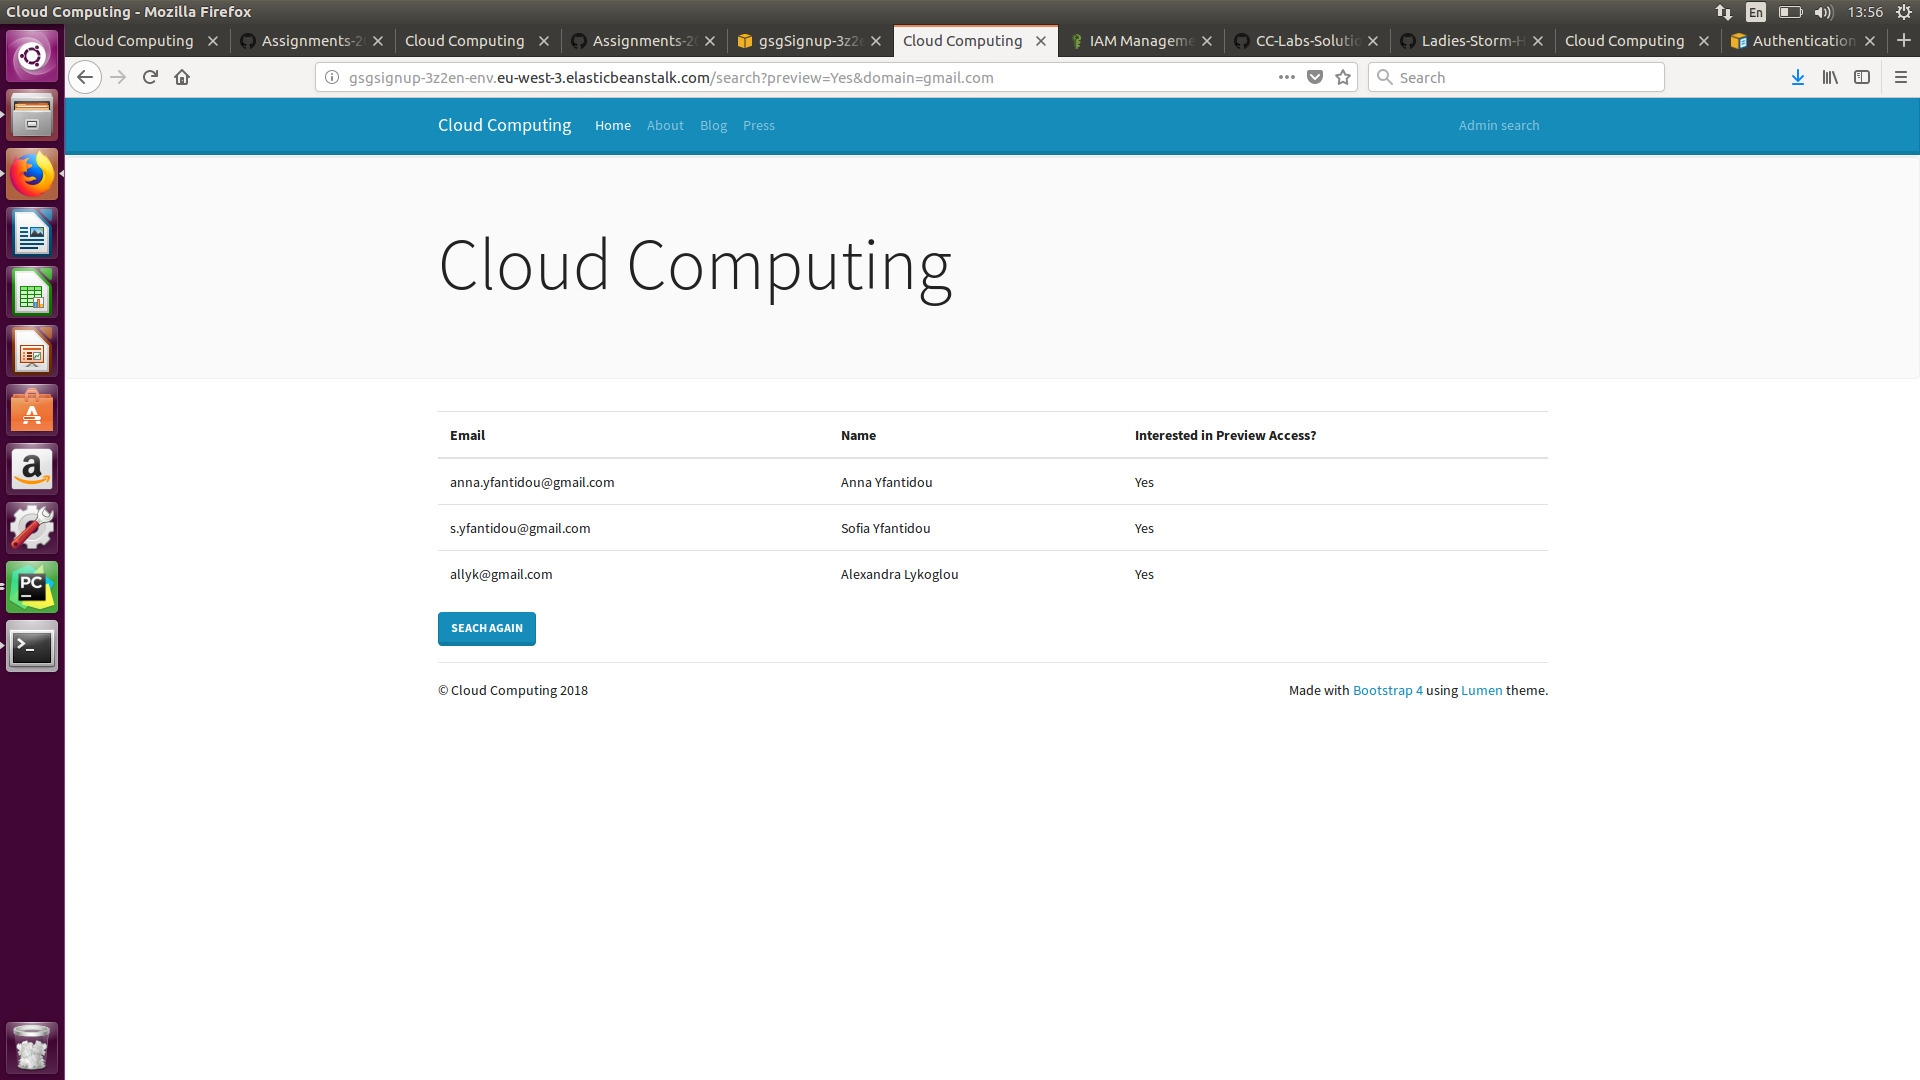 Cloud Computing - Mozilla Firefox
En
13:56
Cloud Computing
Assignments-2
Cloud Computing
Assignments-20
gsgSignup-3z2e
Cloud Computing
IAM Manageme
CC-Labs-Soluti
Ladies-Storm-H
Cloud Computing
Authentication
gsgsignup-3z2en-env.eu-west-3.elasticbeanstalk.com/search?preview=Yes&domain=gmail.com
Search
Cloud Computing Home About Blog Press Admin search
Cloud Computing
Email Name Interested in Preview Access?
anna.yfantidou@gmail.com Anna Yfantidou Yes
s.yfantidou@gmail.com Sofia Yfantidou Yes
allyk@gmail.com Alexandra Lykoglou Yes
SEACH AGAIN
© Cloud Computing 2018 Made with Bootstrap 4 using Lumen theme.
PC